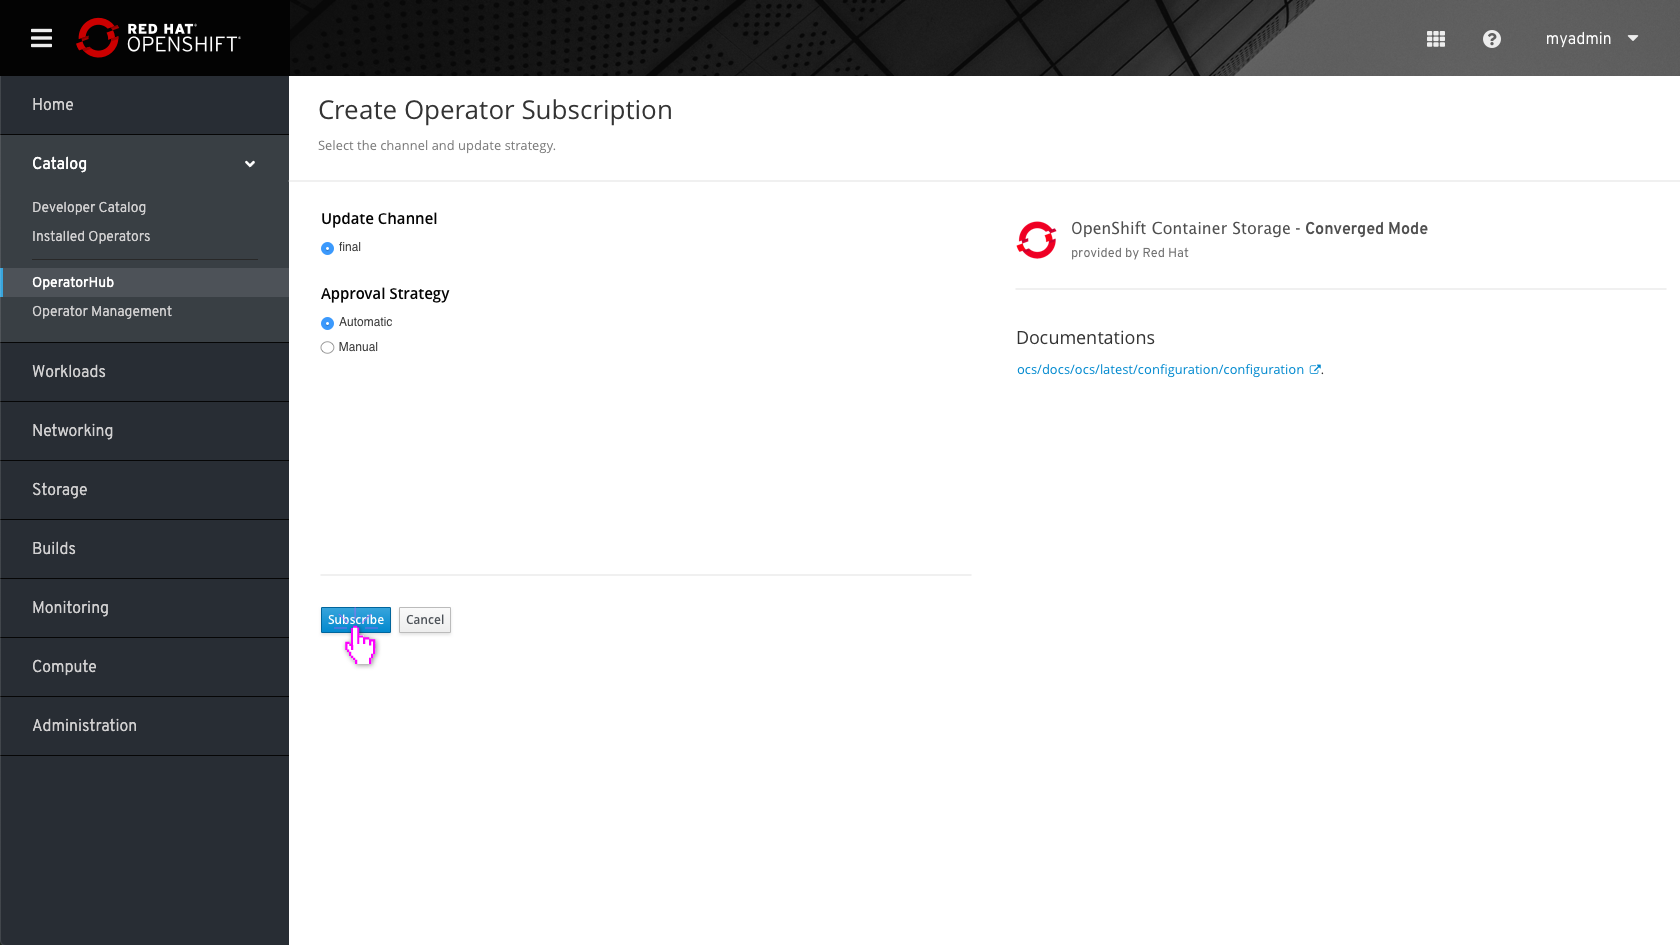 RED HAT
OPENSHIFT
myadmin
Home
Catalog
Developer Catalog
Installed Operators
OperatorHub
Operator Management
Workloads
Networking
Storage
Builds
Monitoring
Compute
Administration
Create Operator Subscription
Select the channel and update strategy.
Update Channel
final
Approval Strategy
Automatic
Manual
Subscribe
Cancel
OpenShift Container Storage - Converged Mode
provided by Red Hat
Documentations
ocs/docs/ocs/latest/configuration/configuration .